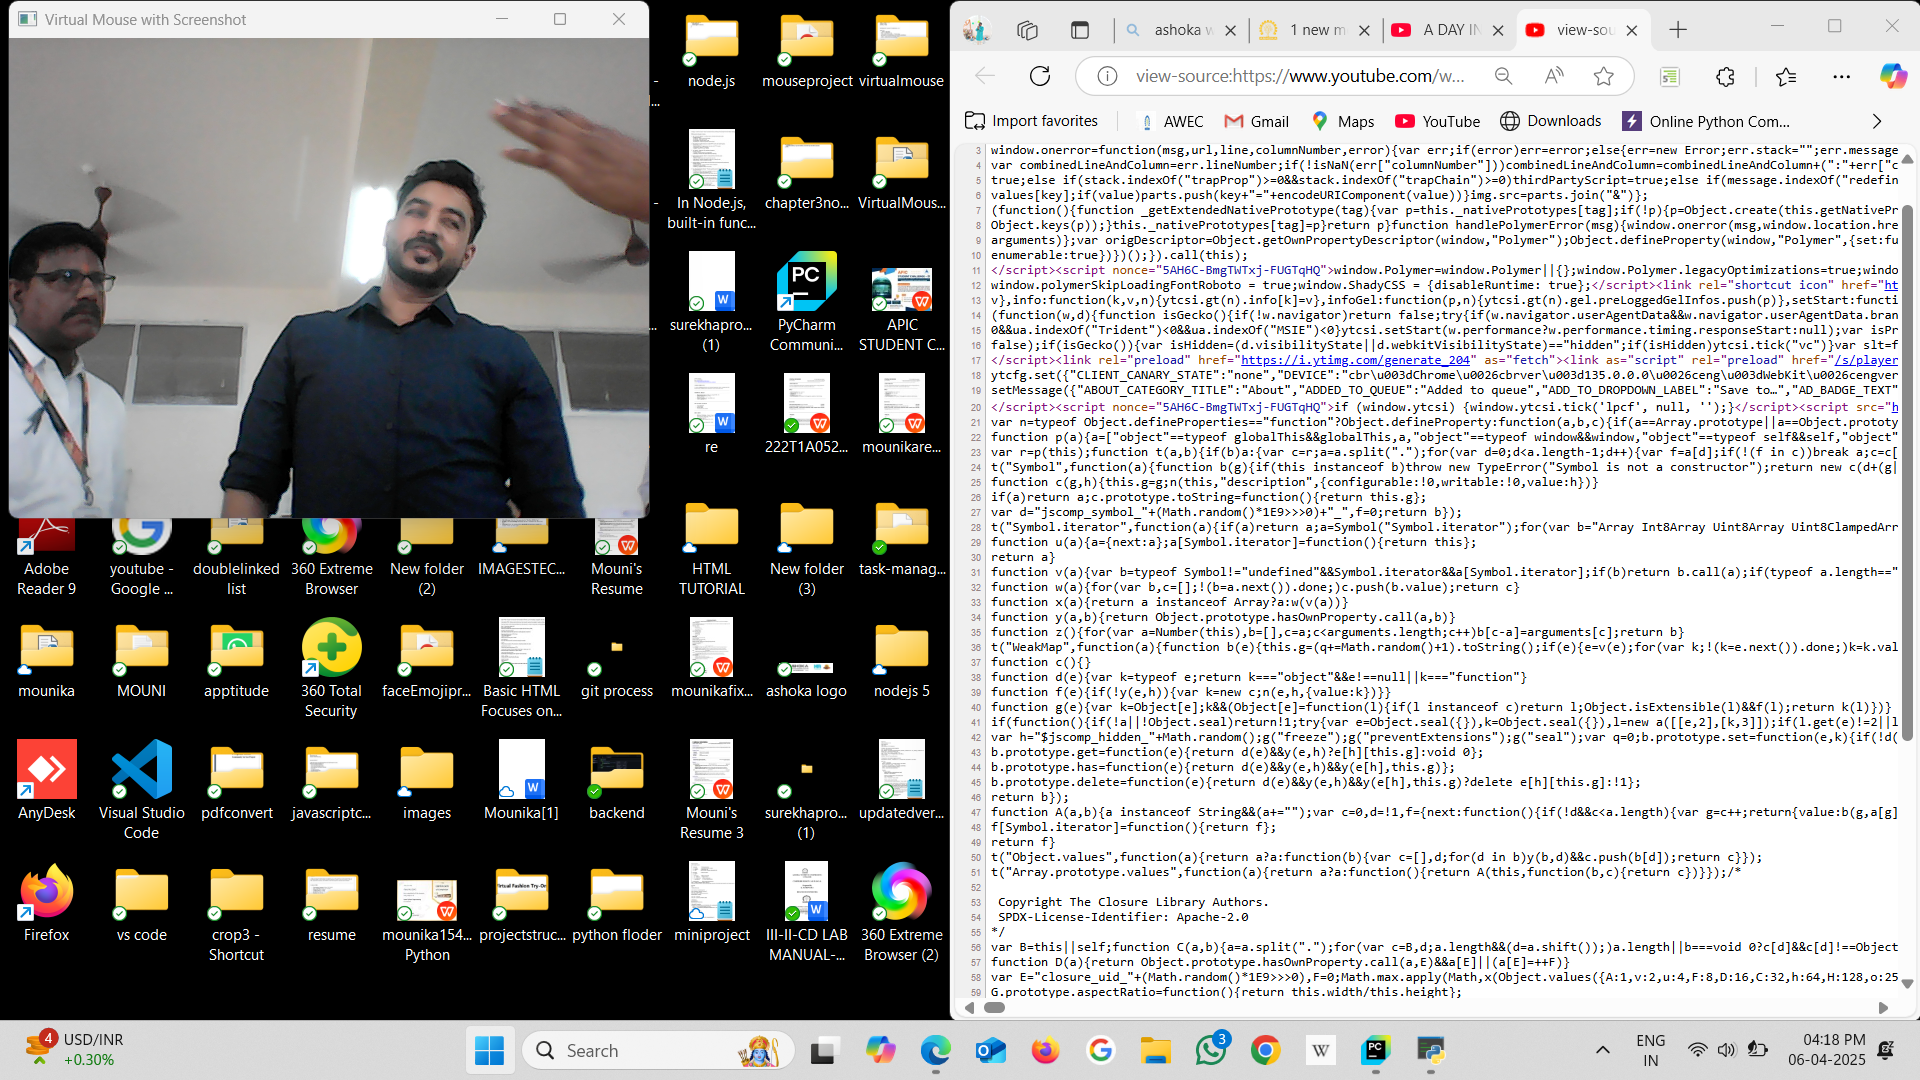 Virtual Mouse with Screenshot
node.js
mouseproject
virtualmouse
In Node.js, built-in func...
chapter3no...
VirtualMous...
surekhapro... (1)
PyCharm Communi...
APIC STUDENT C...
re
222T1A052...
mounikare...
Adobe Reader 9
youtube - Google ...
doublelinked list
360 Extreme Browser
New folder (2)
IMAGESTEC...
Mouni's Resume
HTML TUTORIAL
New folder (3)
task-manag...
mounika
MOUNI
apptitude
360 Total Security
faceEmojipr...
Basic HTML Focuses on...
git process
mounikafix...
ashoka logo
nodejs 5
AnyDesk
Visual Studio Code
pdfconvert
javascriptc...
images
Mounika[1]
backend
Mouni's Resume 3
surekhapro... (1)
updatedver...
Firefox
vs code
crop3 - Shortcut
resume
mounika154... Python
projectstruc...
python floder
miniproject
III-II-CD LAB MANUAL-...
360 Extreme Browser (2)
ashoka w
1 new m
A DAY IN
view-sou
view-source:https://www.youtube.com/w...
Import favorites
AWEC
Gmail
Maps
YouTube
Downloads
Online Python Com...
3 window.onerror=function(msg,url,line,columnNumber,error){var err;if(error)err=error;else{err=new Error;err.stack="";err.message
4 var combinedLineAndColumn=err.lineNumber;if(!isNaN(err["columnNumber"]))combinedLineAndColumn=combinedLineAndColumn+(":"+err["c
5 true;else if(stack.indexOf("trapProp")>=0&&stack.indexOf("trapChain")>=0)thirdPartyScript=true;else if(message.indexOf("redefin
6 values[key];if(value)parts.push(key+"="+encodeURIComponent(value))}img.src=parts.join("&")};
7 (function(){function _getExtendedNativePrototype(tag){var p=this._nativePrototypes[tag];if(!p){p=Object.create(this.getNativePr
8 Object.keys(p));}this._nativePrototypes[tag]=p}return p}function handlePolymerError(msg){window.onerror(msg,window.location.hre
9 arguments)};var origDescriptor=Object.getOwnPropertyDescriptor(window,"Polymer");Object.defineProperty(window,"Polymer",{set:fu
10 enumerable:true})})();}).call(this);
11 </script><script nonce="5AH6C-BmgTWTxj-FUGTqHQ">window.Polymer=window.Polymer||{};window.Polymer.legacyOptimizations=true;windo
12 window.polymerSkipLoadingFontRoboto = true;window.ShadyCSS = {disableRuntime: true};</script><link rel="shortcut icon" href="ht
13 v},info:function(k,v,n){ytcsi.gt(n).info[k]=v},infoGel:function(p,n){ytcsi.gt(n).gel.preLoggedGelInfos.push(p)},setStart:functi
14 (function(w,d){function isGecko(){if(!w.navigator)return false;try{if(w.navigator.userAgentData&&w.navigator.userAgentData.bran
15 0&&ua.indexOf("Trident")<0&&ua.indexOf("MSIE")<0}ytcsi.setStart(w.performance?w.performance.timing.responseStart:null);var isPr
16 false);if(isGecko()){var isHidden=(d.visibilityState||d.webkitVisibilityState)=="hidden";if(isHidden)ytcsi.tick("vc")}var slt=f
17 </script><link rel="preload" href="https://i.ytimg.com/generate_204" as="fetch"><link as="script" rel="preload" href="/s/player
18 ytcfg.set({"CLIENT_CANARY_STATE":"none","DEVICE":"cbr\u003dChrome\u0026cbrver\u003d135.0.0.0\u0026ceng\u003dWebKit\u0026cengver
19 setMessage({"ABOUT_CATEGORY_TITLE":"About","ADDED_TO_QUEUE":"Added to queue","ADD_TO_DROPDOWN_LABEL":"Save to…","AD_BADGE_TEXT"
20 </script><script nonce="5AH6C-BmgTWTxj-FUGTqHQ">if (window.ytcsi) {window.ytcsi.tick('lpcf', null, '');}</script><script src="h
21 var n=typeof Object.defineProperties=="function"?Object.defineProperty:function(a,b,c){if(a==Array.prototype||a==Object.prototy
22 function p(a){a=["object"==typeof globalThis&&globalThis,a,"object"==typeof window&&window,"object"==typeof self&&self,"object"
23 var r=p(this);function t(a,b){if(b)a:{var c=r;a=a.split(".");for(var d=0;d<a.length-1;d++){var f=a[d];if(!(f in c))break a;c=c[
24 t("Symbol",function(a){function b(g){if(this instanceof b)throw new TypeError("Symbol is not a constructor");return new c(d+(g|
25 function c(g,h){this.g=g;n(this,"description",{configurable:!0,writable:!0,value:h})}
26 if(a)return a;c.prototype.toString=function(){return this.g};
27 var d="jscomp_symbol_"+(Math.random()*1E9>>>0)+"_",f=0;return b});
28 t("Symbol.iterator",function(a){if(a)return a;a=Symbol("Symbol.iterator");for(var b="Array Int8Array Uint8Array Uint8ClampedArr
29 function u(a){a={next:a};a[Symbol.iterator]=function(){return this};
30 return a}
31 function v(a){var b=typeof Symbol!="undefined"&&Symbol.iterator&&a[Symbol.iterator];if(b)return b.call(a);if(typeof a.length=="
32 function w(a){for(var b,c=[];!(b=a.next()).done;)c.push(b.value);return c}
33 function x(a){return a instanceof Array?a:w(v(a))}
34 function y(a,b){return Object.prototype.hasOwnProperty.call(a,b)}
35 function z(){for(var a=Number(this),b=[],c=a;c<arguments.length;c++)b[c-a]=arguments[c];return b}
36 t("WeakMap",function(a){function b(e){this.g=(q+=Math.random()+1).toString();if(e){e=v(e);for(var k;!(k=e.next()).done;)k=k.val
37 function c(){}
38 function d(e){var k=typeof e;return k==="object"&&e!==null||k==="function"}
39 function f(e){if(!y(e,h)){var k=new c;n(e,h,{value:k})}}
40 function g(e){var k=Object[e];k&&(Object[e]=function(l){if(l instanceof c)return l;Object.isExtensible(l)&&f(l);return k(l)})}
41 if(function(){if(!a||!Object.seal)return!1;try{var e=Object.seal({}),k=Object.seal({}),l=new a([[e,2],[k,3]]);if(l.get(e)!=2||l
42 var h="$jscomp_hidden_"+Math.random();g("freeze");g("preventExtensions");g("seal");var q=0;b.prototype.set=function(e,k){if(!d(
43 b.prototype.get=function(e){return d(e)&&y(e,h)?e[h][this.g]:void 0};
44 b.prototype.has=function(e){return d(e)&&y(e,h)&&y(e[h],this.g)};
45 b.prototype.delete=function(e){return d(e)&&y(e,h)&&y(e[h],this.g)?delete e[h][this.g]:!1};
46 return b});
47 function A(a,b){a instanceof String&&(a+="");var c=0,d=!1,f={next:function(){if(!d&&c<a.length){var g=c++;return{value:b(g,a[g]
48 f[Symbol.iterator]=function(){return f};
49 return f}
50 t("Object.values",function(a){return a?a:function(b){var c=[],d;for(d in b)y(b,d)&&c.push(b[d]);return c}});
51 t("Array.prototype.values",function(a){return a?a:function(){return A(this,function(b,c){return c})}});/*
52
53 Copyright The Closure Library Authors.
54 SPDX-License-Identifier: Apache-2.0
55 */
56 var B=this||self;function C(a,b){a=a.split(".");for(var c=B,d;a.length&&(d=a.shift());)a.length||b===void 0?c[d]&&c[d]!==Object
57 function D(a){return Object.prototype.hasOwnProperty.call(a,E)&&a[E]||(a[E]=++F)}
58 var E="closure_uid_"+(Math.random()*1E9>>>0),F=0;Math.max.apply(Math,x(Object.values({A:1,v:2,u:4,F:8,D:16,C:32,h:64,H:128,o:25
59 G.prototype.aspectRatio=function(){return this.width/this.height};
4
USD/INR
+0.30%
Search
3
ENG
IN
04:18 PM
06-04-2025